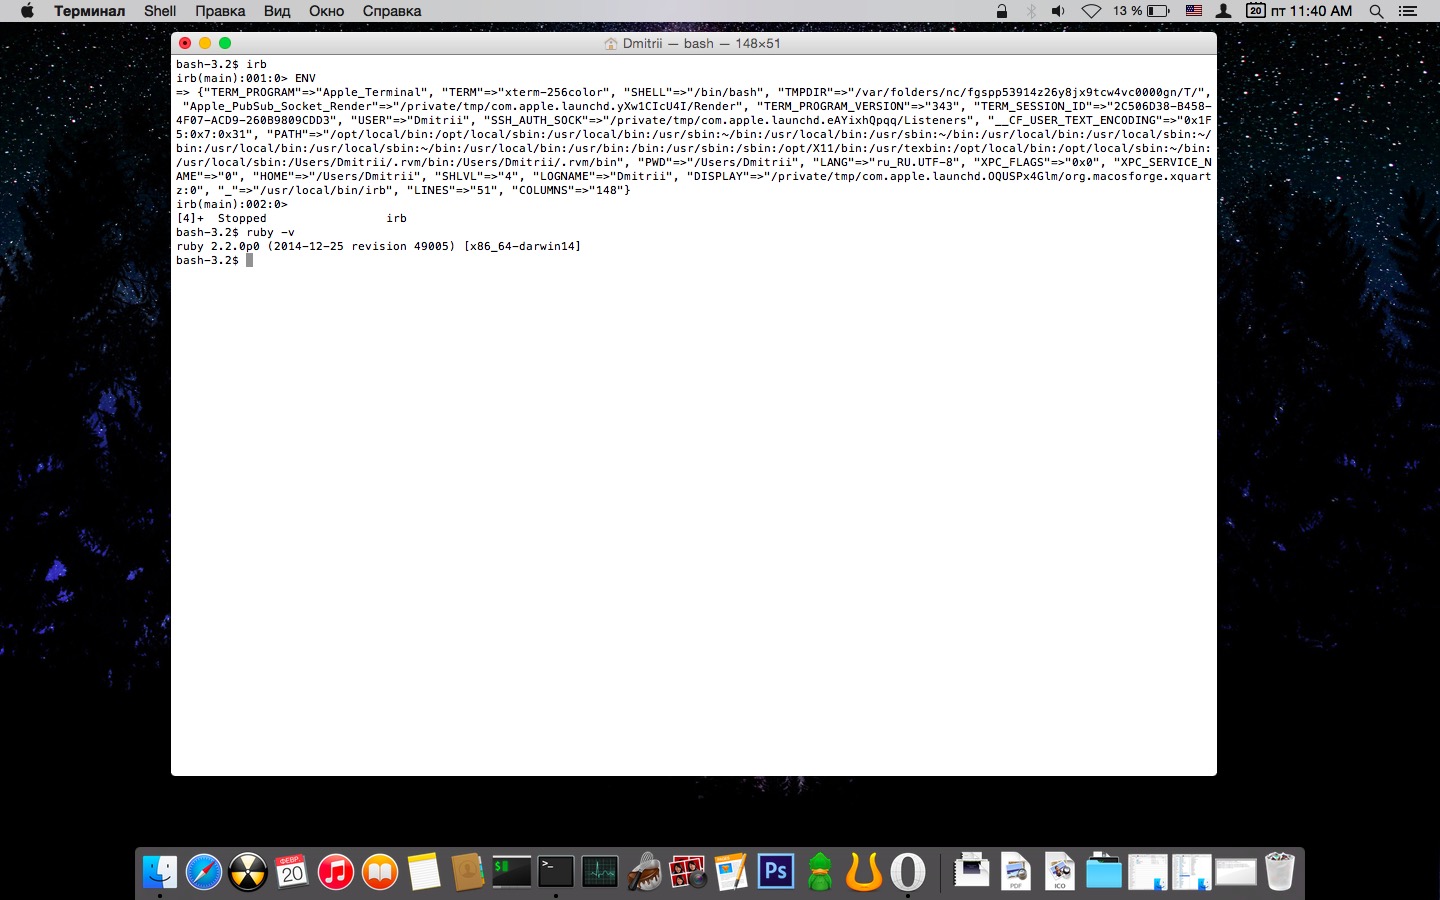 Терминал Shell Правка Вид Окно Справка 13 % 20 пт 11:40 AM
Dmitrii — bash — 148×51
bash-3.2$ irb
irb(main):001:0> ENV
=> {"TERM_PROGRAM"=>"Apple_Terminal", "TERM"=>"xterm-256color", "SHELL"=>"/bin/bash", "TMPDIR"=>"/var/folders/nc/fgspp53914z26y8jx9tcw4vc0000gn/T/",
"Apple_PubSub_Socket_Render"=>"/private/tmp/com.apple.launchd.yXw1CIcU4I/Render", "TERM_PROGRAM_VERSION"=>"343", "TERM_SESSION_ID"=>"2C506D38-B458-
4F07-ACD9-260B9809CDD3", "USER"=>"Dmitrii", "SSH_AUTH_SOCK"=>"/private/tmp/com.apple.launchd.eAYixhQpqq/Listeners", "__CF_USER_TEXT_ENCODING"=>"0x1F
5:0x7:0x31", "PATH"=>"/opt/local/bin:/opt/local/sbin:/usr/local/bin:/usr/bin:/usr/sbin:~/bin:/usr/local/bin:/usr/sbin:~/bin:/usr/local/sbin:~/
bin:/usr/local/bin:/usr/local/sbin:~/bin:/usr/local/bin:/usr/bin:/bin:/usr/sbin:/sbin:/opt/X11/bin:/usr/texbin:/opt/local/bin:/opt/local/sbin:~/bin:
/usr/local/sbin:/Users/Dmitrii/.rvm/bin:/Users/Dmitrii/.rvm/bin", "PWD"=>"/Users/Dmitrii", "LANG"=>"ru_RU.UTF-8", "XPC_FLAGS"=>"0x0", "XPC_SERVICE_N
AME"=>"0", "HOME"=>"/Users/Dmitrii", "SHLVL"=>"4", "LOGNAME"=>"Dmitrii", "DISPLAY"=>"/private/tmp/com.apple.launchd.OQUSPx4Glm/org.macosforge.xquart
z:0", "_"=>"/usr/local/bin/irb", "LINES"=>"51", "COLUMNS"=>"148"}
irb(main):002:0>
[4]+ Stopped irb
bash-3.2$ ruby -v
ruby 2.2.0p0 (2014-12-25 revision 49005) [x86_64-darwin14]
bash-3.2$
ФЕВР
20
$
>_
Ps
PDF
ICO